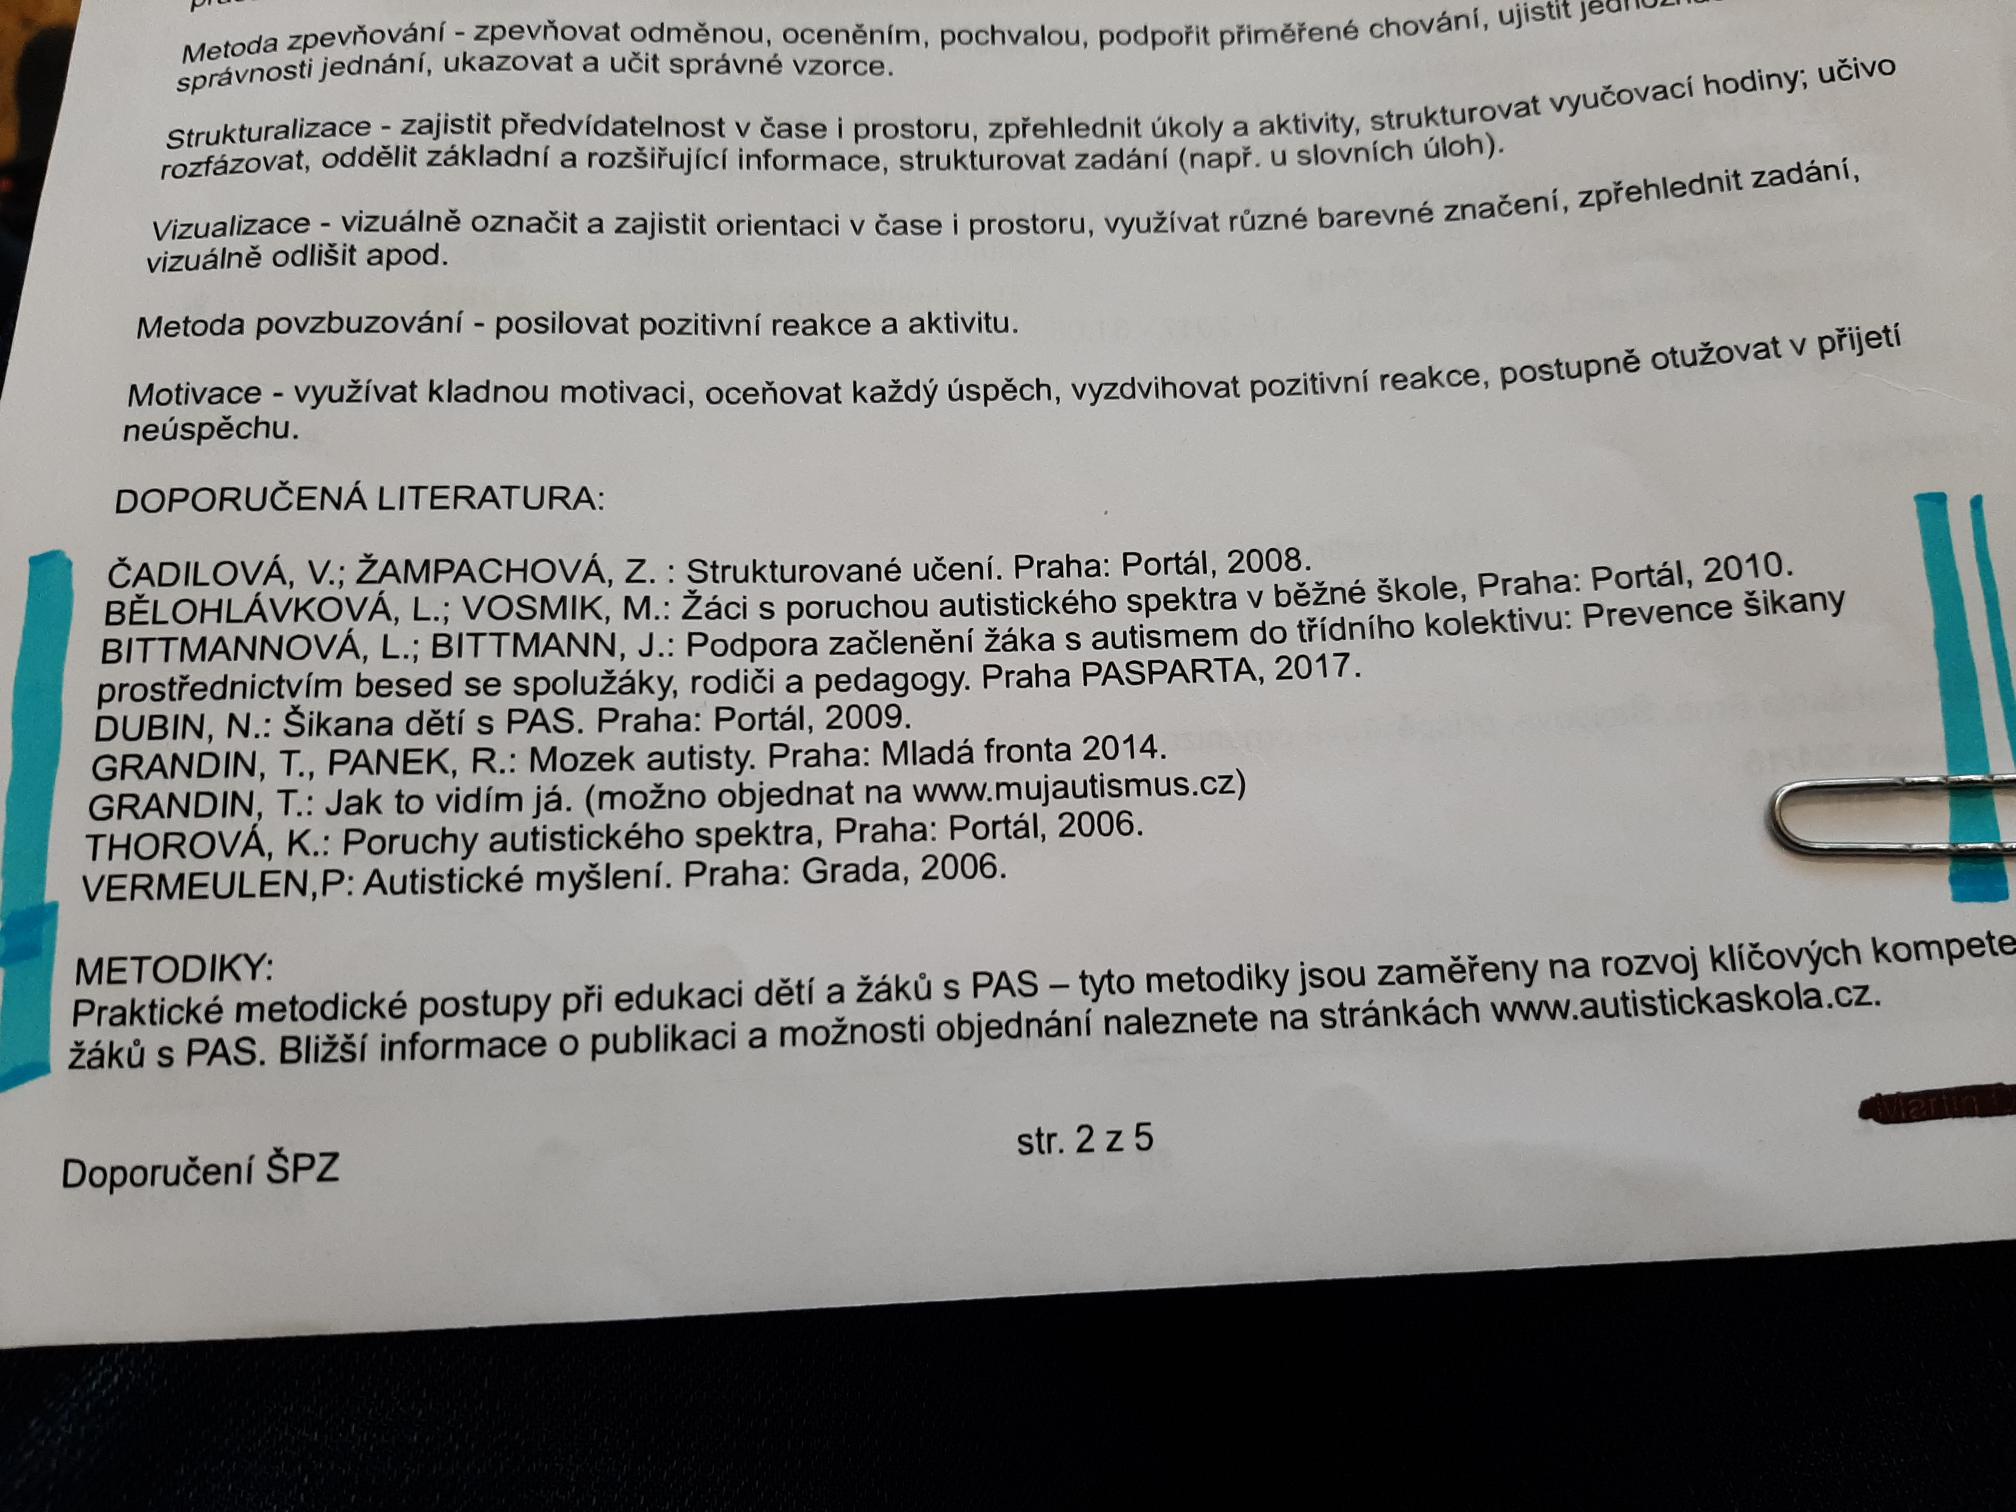 Metoda zpevňování - zpevňovat odměnou, oceněním, pochvalou, podpořit přiměřené chování, ujistit
správnosti jednání, ukazovat a učit správné vzorce.
Strukturalizace - zajistit předvídatelnost v čase i prostoru, zpřehlednit úkoly a aktivity, strukturovat vyučovací hodiny; učivo
rozfázovat, oddělit základní a rozšiřující informace, strukturovat zadání (např. u slovních úloh).
Vizualizace - vizuálně označit a zajistit orientaci v čase i prostoru, využívat různé barevné značení, zpřehlednit zadání,
vizuálně odlišit apod.
Metoda povzbuzování - posilovat pozitivní reakce a aktivitu.
Motivace - využívat kladnou motivaci, oceňovat každý úspěch, vyzdvihovat pozitivní reakce, postupně otužovat v přijetí
neúspěchu.
DOPORUČENÁ LITERATURA:
ČADILOVÁ, V.; ŽAMPACHOVÁ, Z. : Strukturované učení. Praha: Portál, 2008.
BĚLOHLÁVKOVÁ, L.; VOSMIK, M.: Žáci s poruchou autistického spektra v běžné škole, Praha: Portál, 2010.
BITTMANNOVÁ, L.; BITTMANN, J.: Podpora začlenění žáka s autismem do třídního kolektivu: Prevence šikany
prostřednictvím besed se spolužáky, rodiči a pedagogy. Praha PASPARTA, 2017.
DUBIN, N.: Šikana dětí s PAS. Praha: Portál, 2009.
GRANDIN, T., PANEK, R.: Mozek autisty. Praha: Mladá fronta 2014.
GRANDIN, T.: Jak to vidím já. (možno objednat na www.mujautismus.cz)
THOROVÁ, K.: Poruchy autistického spektra, Praha: Portál, 2006.
VERMEULEN,P: Autistické myšlení. Praha: Grada, 2006.
METODIKY:
Praktické metodické postupy při edukaci dětí a žáků s PAS – tyto metodiky jsou zaměřeny na rozvoj klíčových kompete
žáků s PAS. Bližší informace o publikaci a možnosti objednání naleznete na stránkách www.autistickaskola.cz.
Doporučení ŠPZ
str. 2 z 5